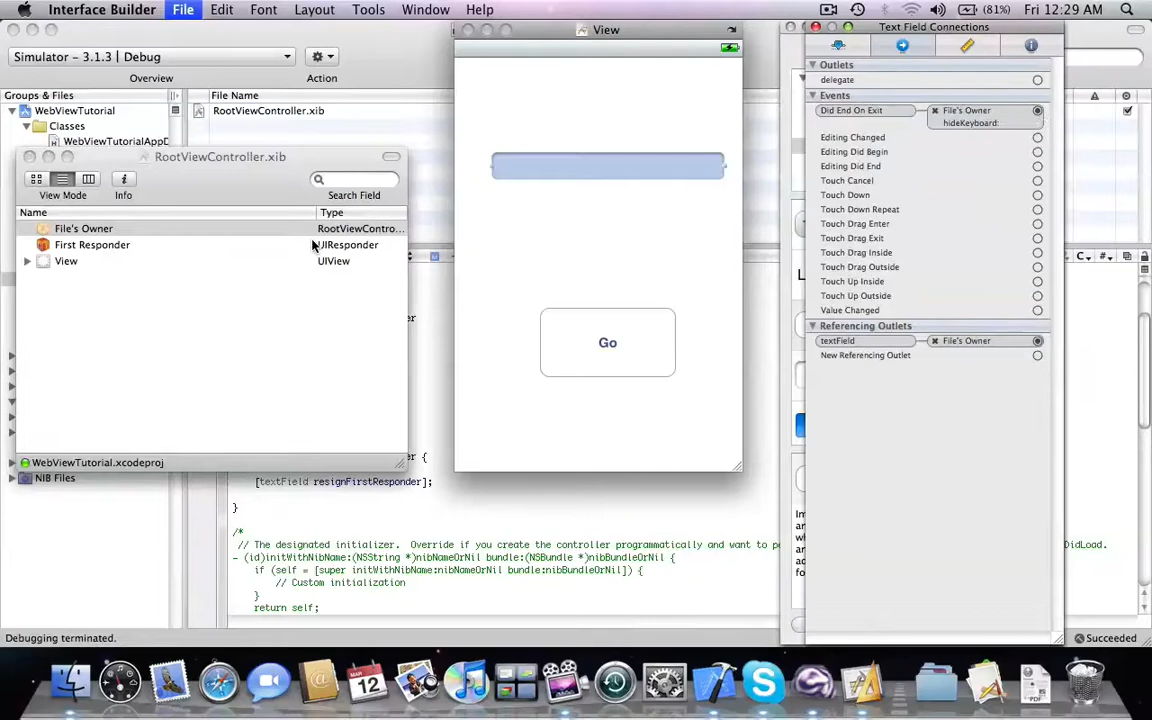 Interface Builder File Edit Font Layout Tools Window Help (81%) Fri 12:29 AM
Simulator - 3.1.3 | Debug
Overview
Action
Groups & Files
WebViewTutorial
Classes
WebViewTutorialAppD
File Name
RootViewController.xib
RootViewController.xib
View Mode
Info
Search Field
Name
Type
File's Owner
RootViewContro...
First Responder
UIResponder
View
UIView
WebViewTutorial.xcodeproj
NIB Files
View
Go
Text Field Connections
Outlets
delegate
Events
Did End On Exit
File's Owner
hideKeyboard:
Editing Changed
Editing Did Begin
Editing Did End
Touch Cancel
Touch Down
Touch Down Repeat
Touch Drag Enter
Touch Drag Exit
Touch Drag Inside
Touch Drag Outside
Touch Up Inside
Touch Up Outside
Value Changed
Referencing Outlets
textField
File's Owner
New Referencing Outlet
er
er {
[textField resignFirstResponder];
}
/*
// The designated initializer. Override if you create the controller programmatically and want to pe
DidLoad.
- (id)initWithNibName:(NSString *)nibNameOrNil bundle:(NSBundle *)nibBundleOrNil {
if (self = [super initWithNibName:nibNameOrNil bundle:nibBundleOrNil]) {
// Custom initialization
}
return self;
Debugging terminated.
Succeeded
MAR
12
PDF